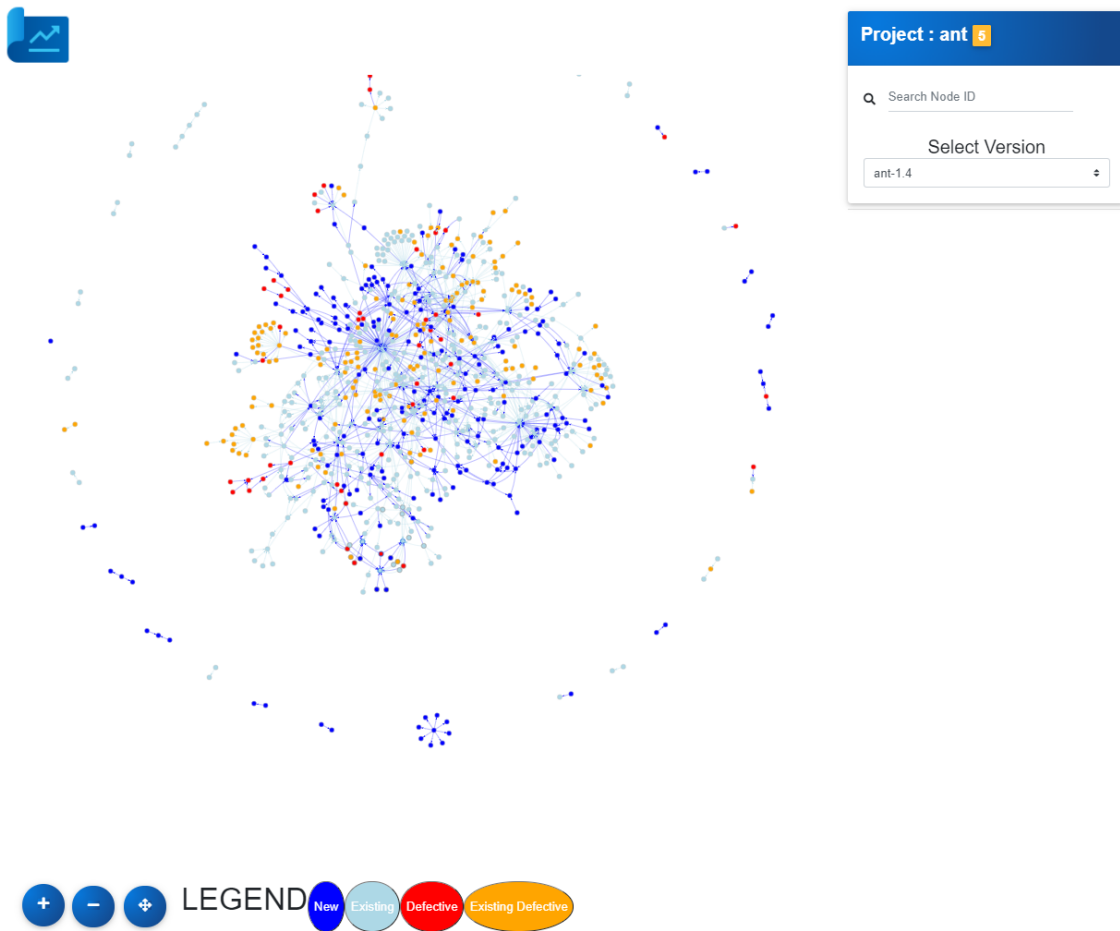 Project : ant 5
Search Node ID
Select Version
ant-1.4
LEGEND New Existing Defective Existing Defective